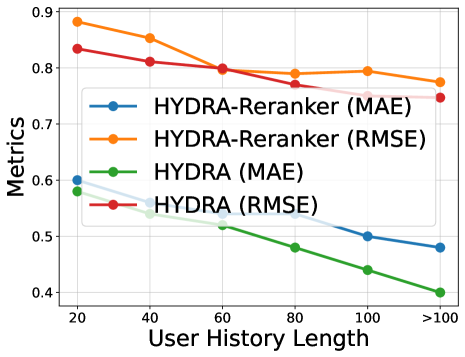 0.9
0.8
0.7
0.6
0.5
0.4
Metrics
HYDRA-Reranker (MAE)
HYDRA-Reranker (RMSE)
HYDRA (MAE)
HYDRA (RMSE)
20 40 60 80 100 >100
User History Length